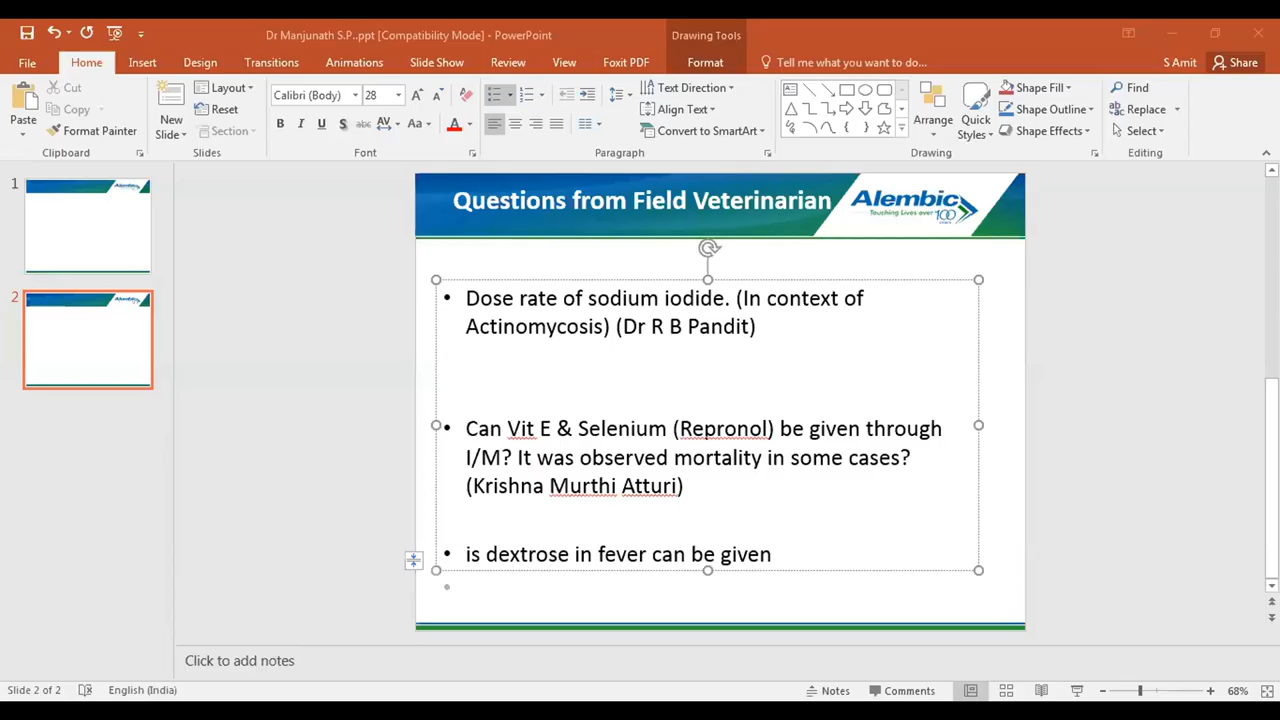 Dr Manjunath S.P..ppt [Compatibility Mode] - PowerPoint
Drawing Tools
File
Home
Insert
Design
Transitions
Animations
Slide Show
Review
View
Foxit PDF
Format
Tell me what you want to do...
S Amit
Share
Paste
Cut
Copy
Format Painter
Clipboard
New
Slide
Layout
Reset
Section
Slides
Calibri (Body)
28
B I U S abc AV Aa A
Font
Text Direction
Align Text
Convert to SmartArt
Paragraph
Arrange
Quick
Styles
Shape Fill
Shape Outline
Shape Effects
Drawing
Find
Replace
Select
Editing
1
2
Questions from Field Veterinarian
Alembic
Touching Lives over
100
• Dose rate of sodium iodide. (In context of
Actinomycosis) (Dr R B Pandit)
• Can Vit E & Selenium (Repronol) be given through
I/M? It was observed mortality in some cases?
(Krishna Murthi Atturi)
• is dextrose in fever can be given
Click to add notes
Slide 2 of 2
English (India)
Notes
Comments
68%